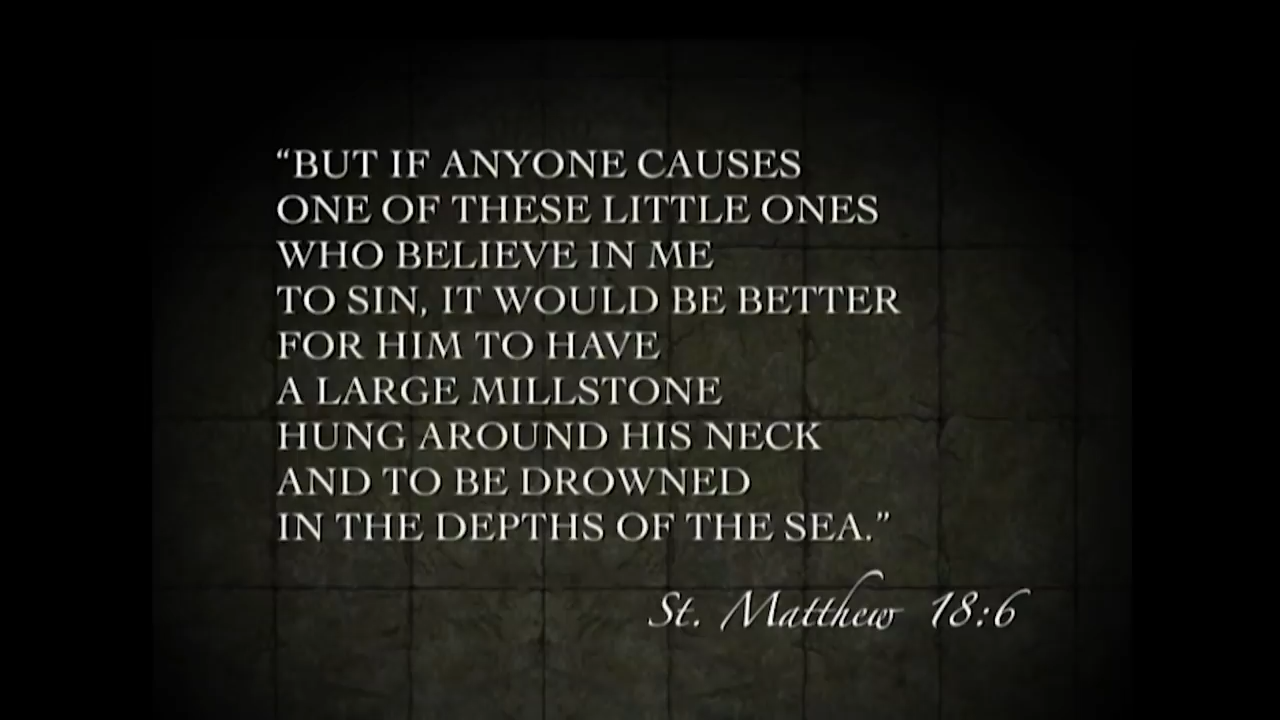 “BUT IF ANYONE CAUSES
ONE OF THESE LITTLE ONES
WHO BELIEVE IN ME
TO SIN, IT WOULD BE BETTER
FOR HIM TO HAVE
A LARGE MILLSTONE
HUNG AROUND HIS NECK
AND TO BE DROWNED
IN THE DEPTHS OF THE SEA.”
St. Matthew 18:6